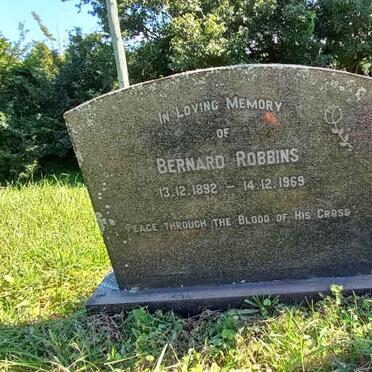 In Loving Memory
of
Bernard Robbins
13.12.1892 – 14.12.1969
Peace through the Blood of His Cross